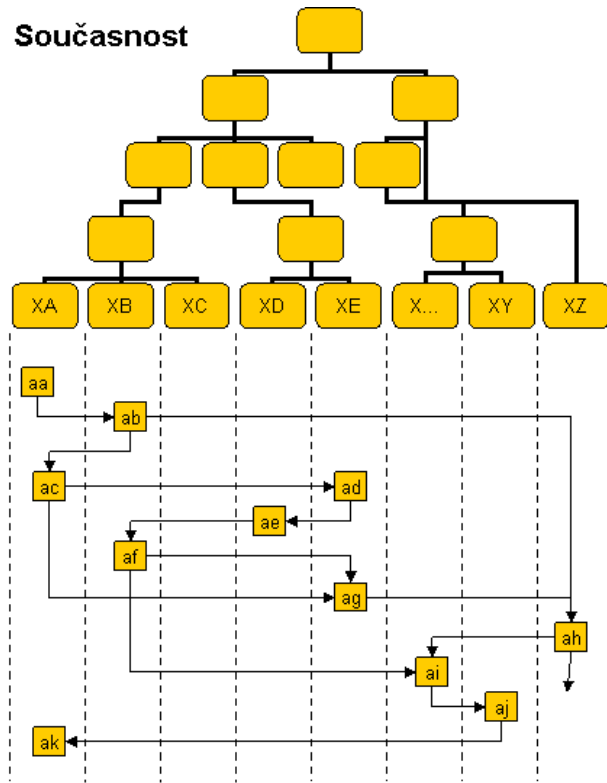 Současnost
XA XB XC XD XE X... XY XZ
aa
ab
ac ad
ae
af
ag
ah
ai
aj
ak